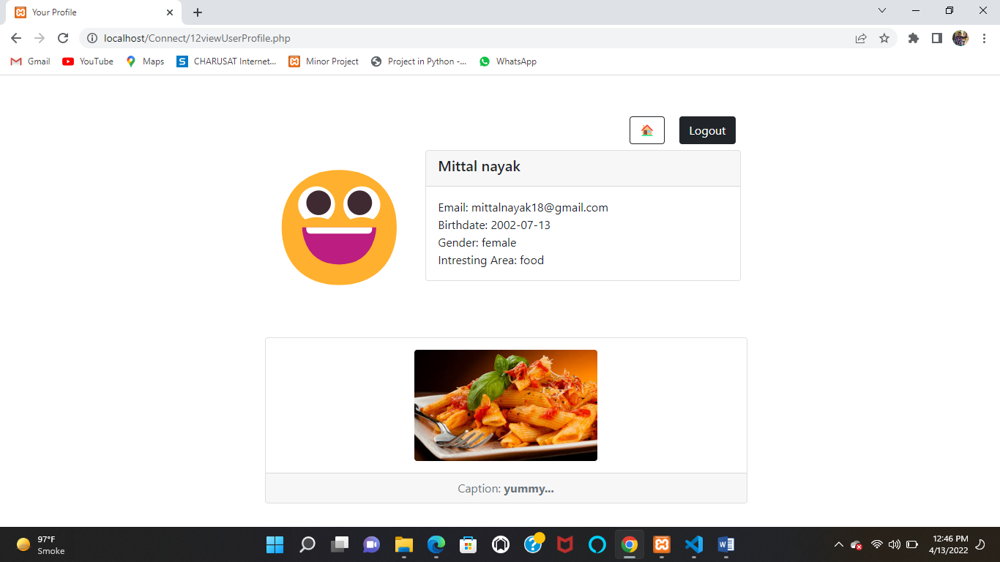 Your Profile
localhost/Connect/12viewUserProfile.php
Gmail YouTube Maps CHARUSAT Internet... Minor Project Project in Python -... WhatsApp
Logout
Mittal nayak
Email: mittalnayak18@gmail.com
Birthdate: 2002-07-13
Gender: female
Intresting Area: food
Caption: yummy...
97°F
Smoke
12:46 PM
4/13/2022